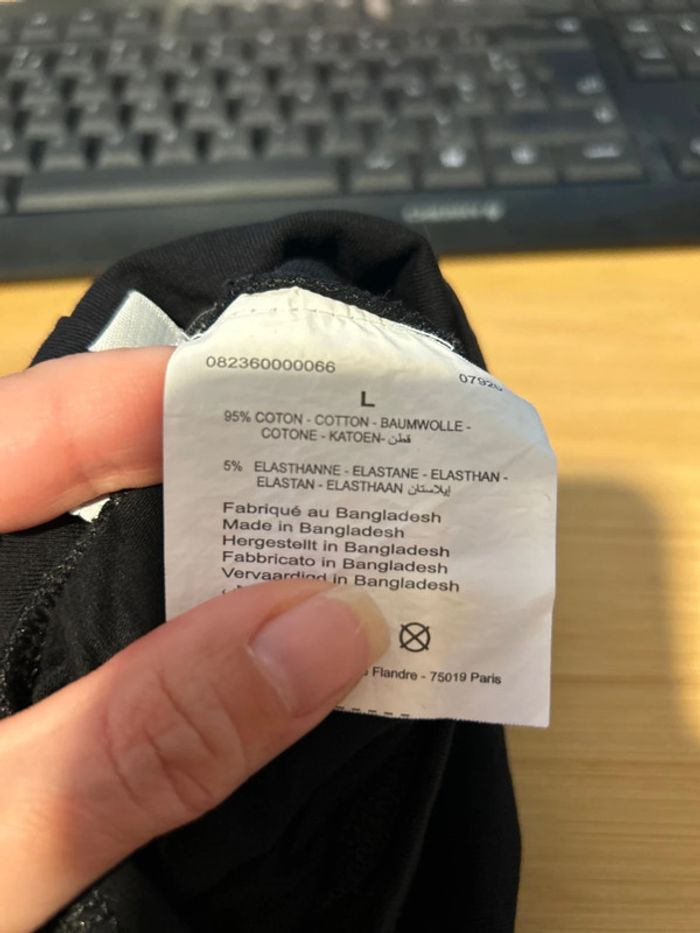 082360000066
L
95% COTON - COTTON - BAUMWOLLE -
COTONE - KATOEN- قطن
5% ELASTHANNE - ELASTANE - ELASTHAN -
ELASTAN - ELASTHAAN إيلاستان
Fabriqué au Bangladesh
Made in Bangladesh
Hergestellt in Bangladesh
Fabbricato in Bangladesh
Vervaardigd in Bangladesh
Flandre - 75019 Paris